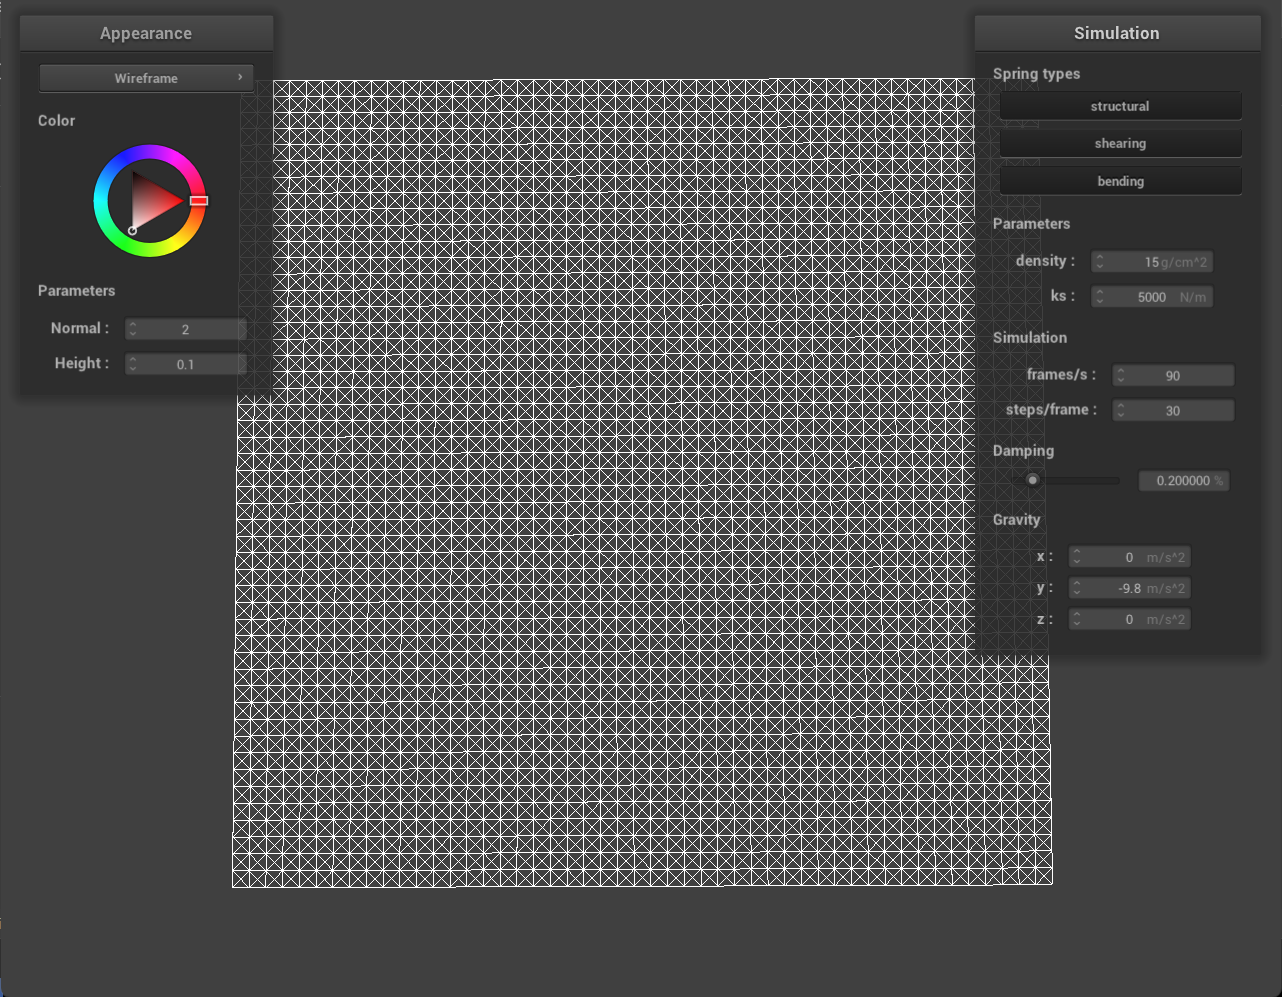 Appearance
Wireframe
Color
Parameters
Normal : 2
Height : 0.1
Simulation
Spring types
structural
shearing
bending
Parameters
density : 15 g/cm^2
ks : 5000 N/m
Simulation
frames/s : 90
steps/frame : 30
Damping
0.200000 %
Gravity
x : 0 m/s^2
y : -9.8 m/s^2
z : 0 m/s^2